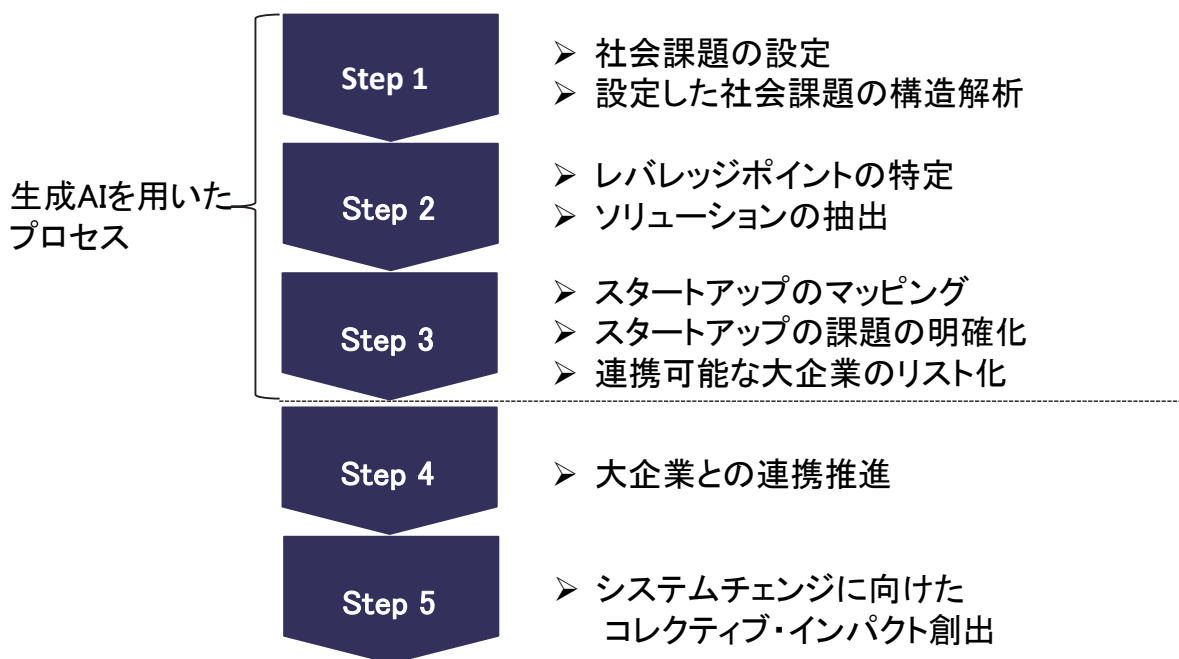 生成AIを用いた
プロセス
Step 1
➢ 社会課題の設定
➢ 設定した社会課題の構造解析
Step 2
➢ レバレッジポイントの特定
➢ ソリューションの抽出
Step 3
➢ スタートアップのマッピング
➢ スタートアップの課題の明確化
➢ 連携可能な大企業のリスト化
Step 4
➢ 大企業との連携推進
Step 5
➢ システムチェンジに向けた
コレクティブ・インパクト創出